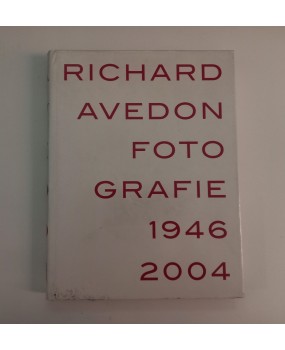 RICHARD
AVEDON
FOTO
GRAFIE
1946
2004